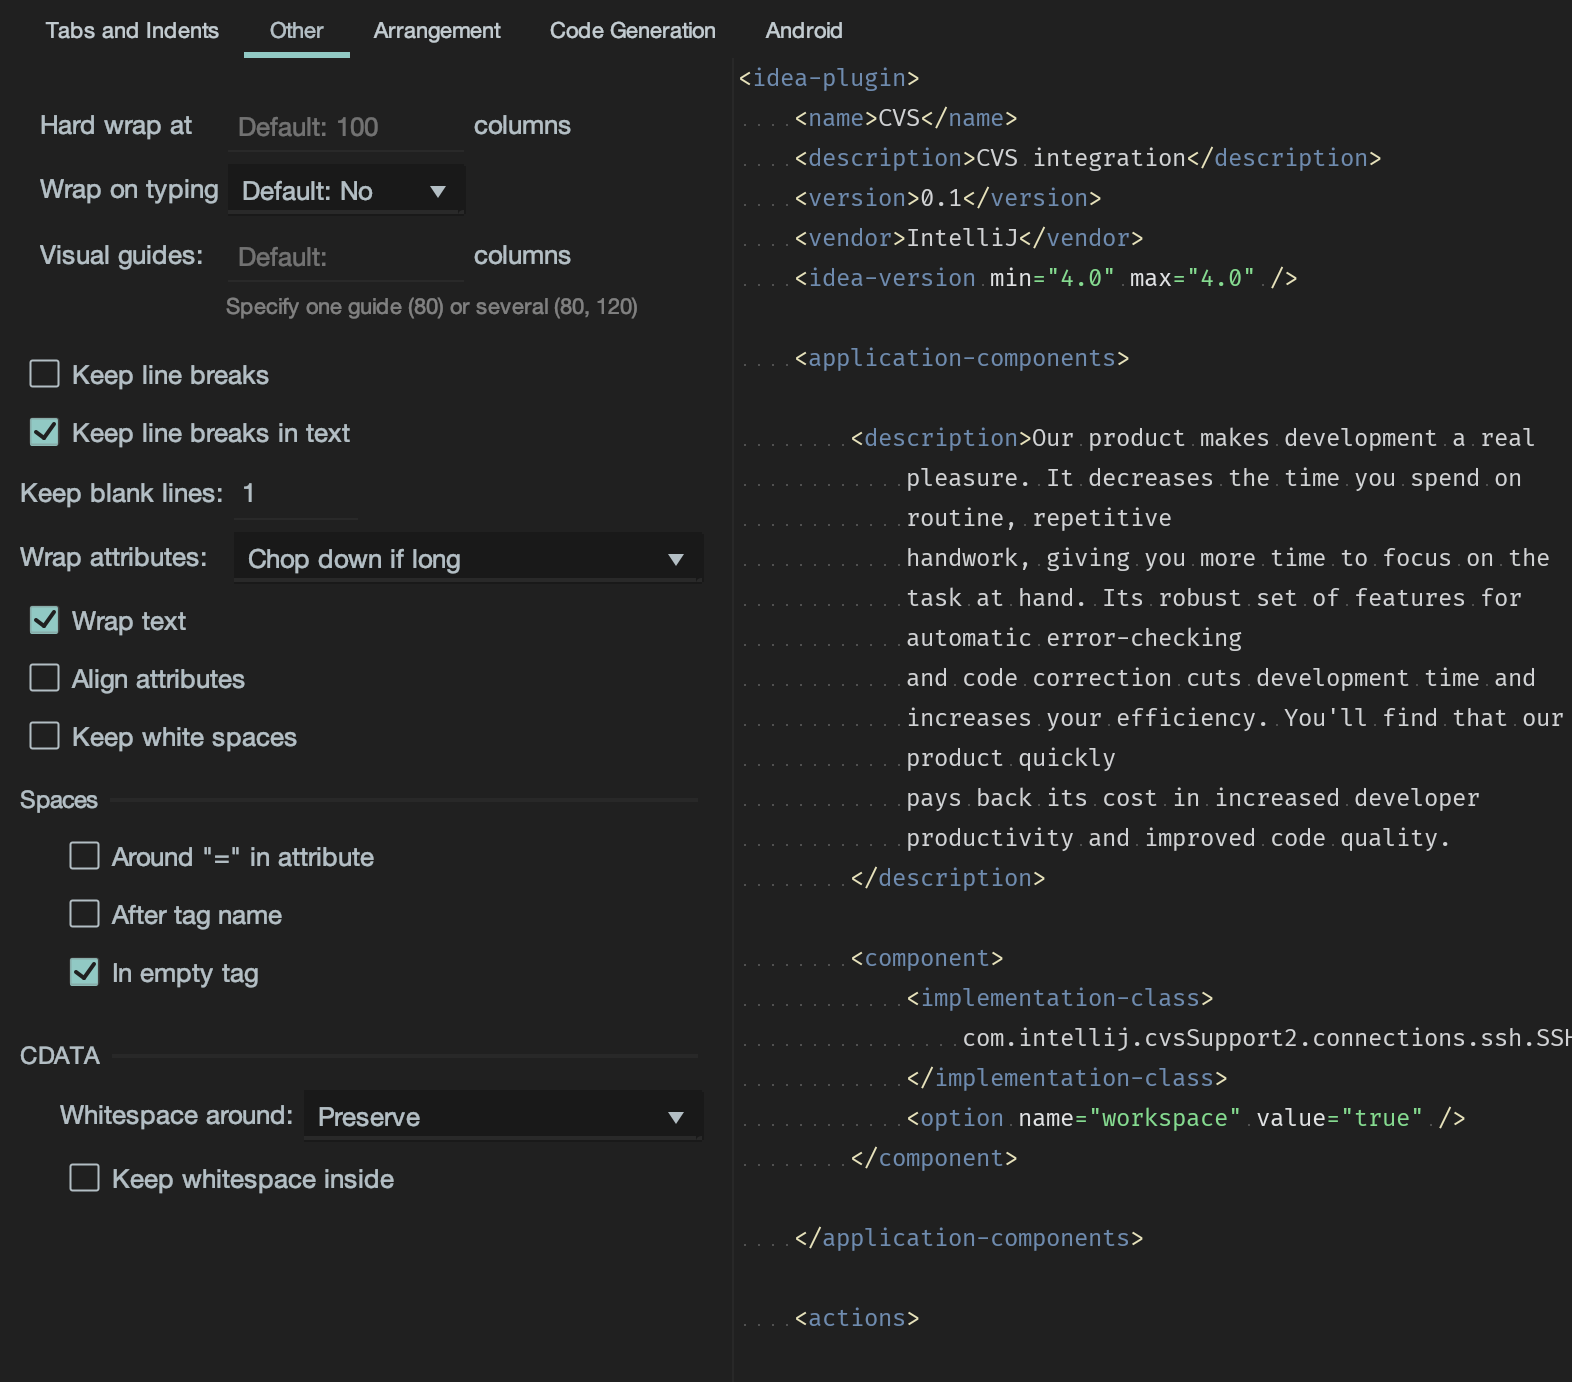 Tabs and Indents Other Arrangement Code Generation Android
Hard wrap at Default: 100 columns
Wrap on typing Default: No
Visual guides: Default: columns
Specify one guide (80) or several (80, 120)
Keep line breaks
Keep line breaks in text
Keep blank lines: 1
Wrap attributes: Chop down if long
Wrap text
Align attributes
Keep white spaces
Spaces
Around "=" in attribute
After tag name
In empty tag
CDATA
Whitespace around: Preserve
Keep whitespace inside
<idea-plugin>
<name>CVS</name>
<description>CVS integration</description>
<version>0.1</version>
<vendor>IntelliJ</vendor>
<idea-version min="4.0" max="4.0" />
<application-components>
<description>Our product makes development a real
pleasure. It decreases the time you spend on
routine, repetitive
handwork, giving you more time to focus on the
task at hand. Its robust set of features for
automatic error-checking
and code correction cuts development time and
increases your efficiency. You'll find that our
product quickly
pays back its cost in increased developer
productivity and improved code quality.
</description>
<component>
<implementation-class>
com.intellij.cvsSupport2.connections.ssh.SSH
</implementation-class>
<option name="workspace" value="true" />
</component>
</application-components>
<actions>